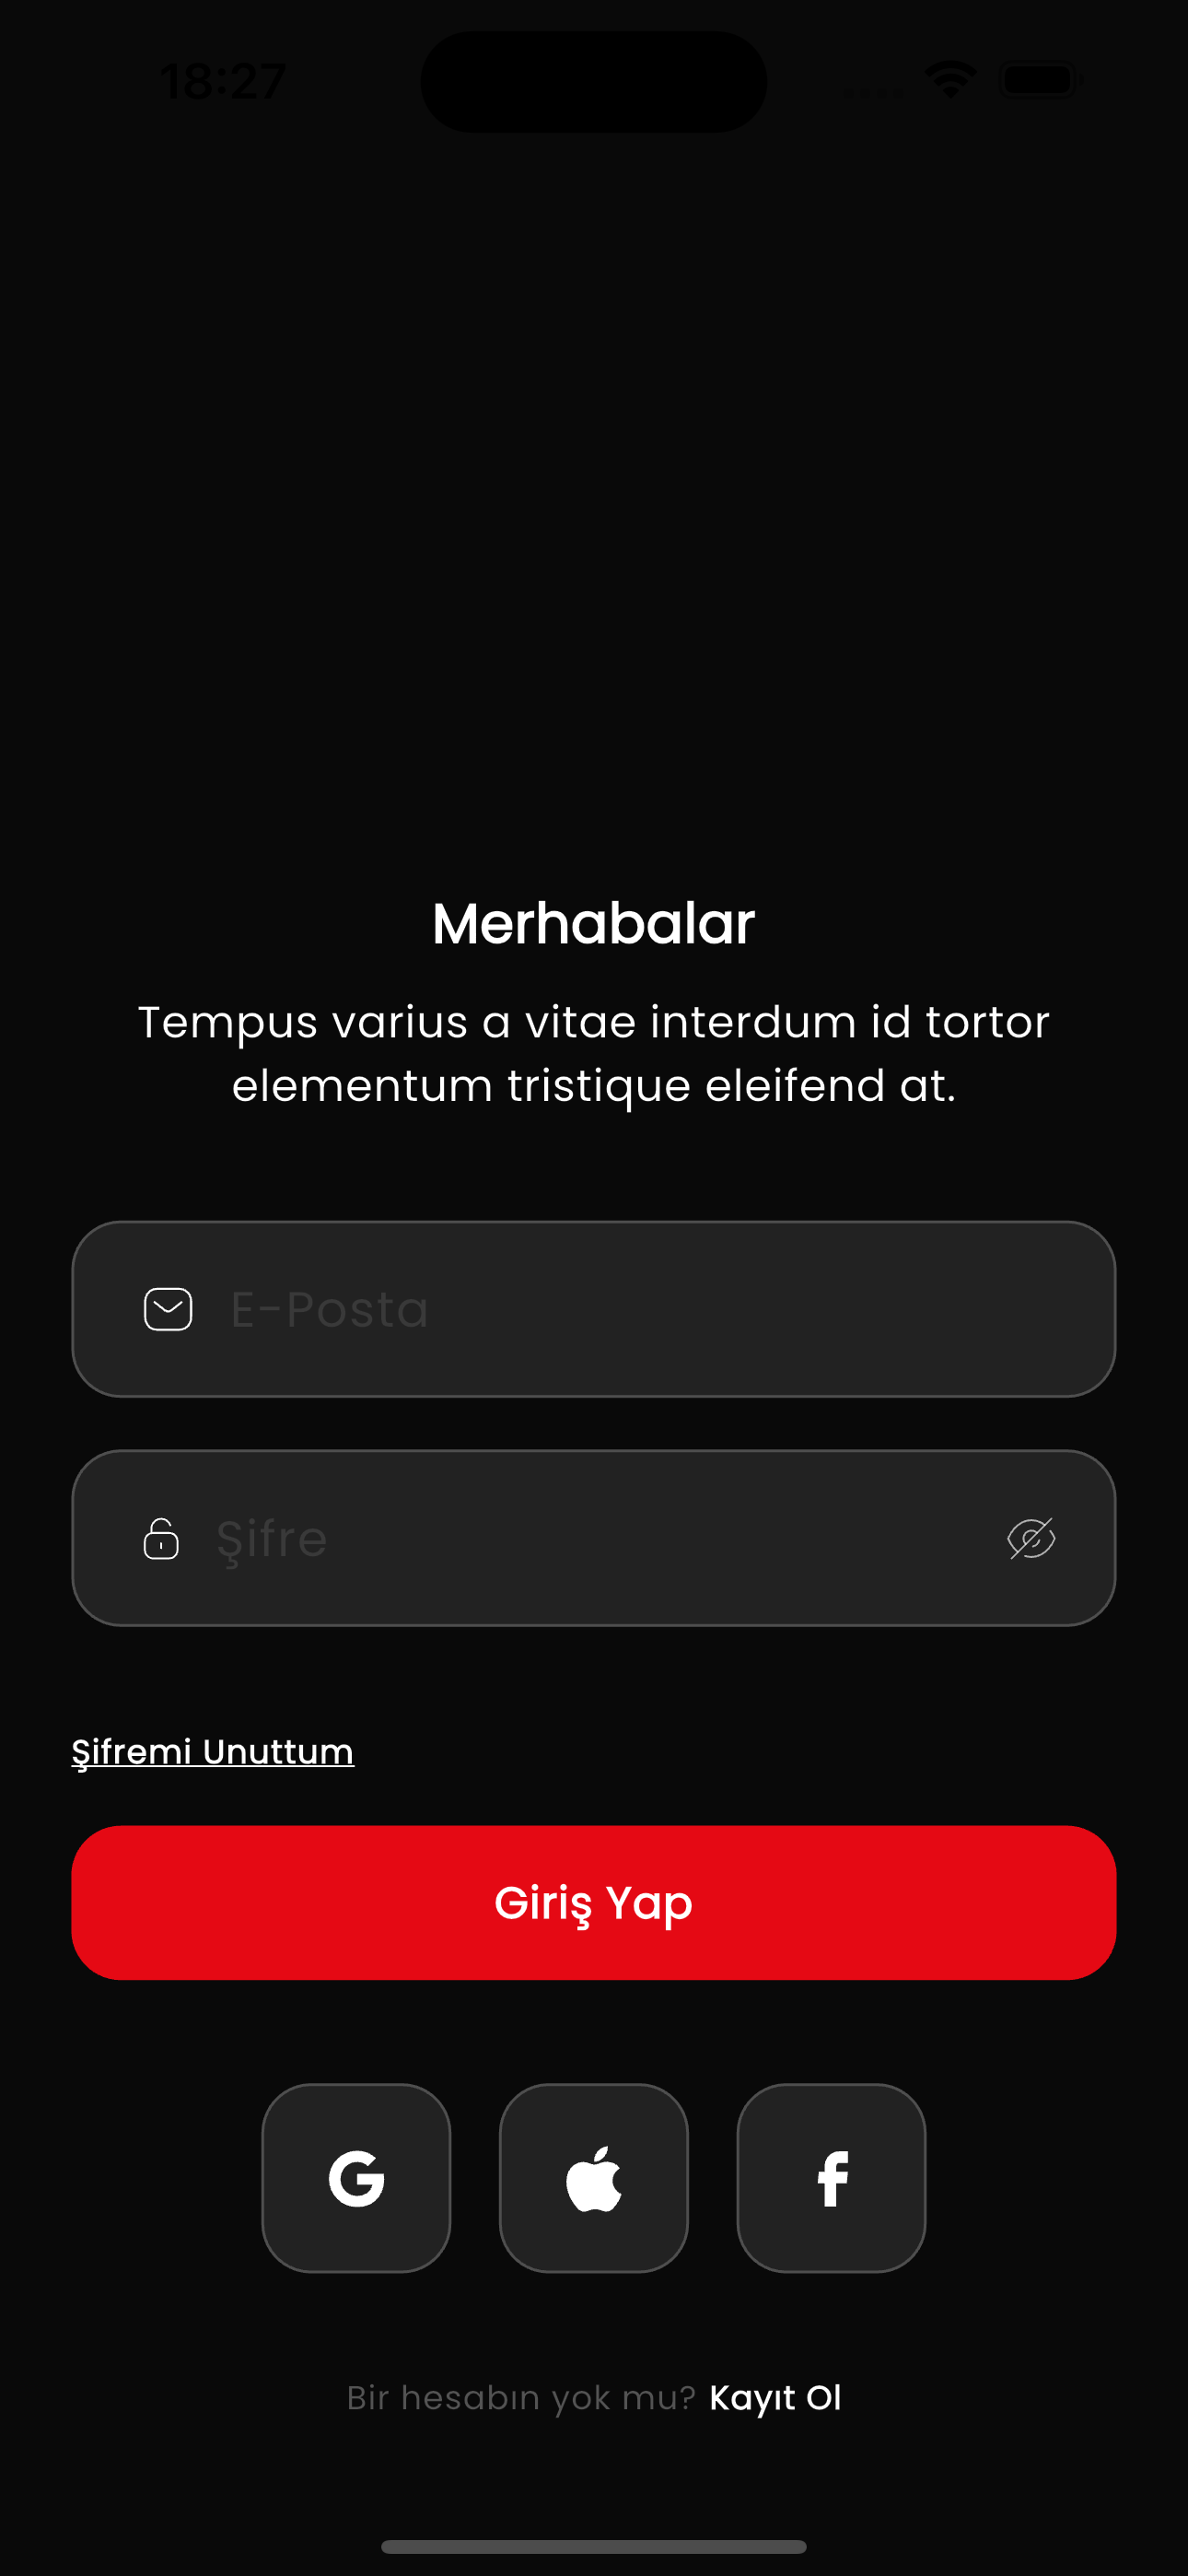 18:27
Merhabalar
Tempus varius a vitae interdum id tortor
elementum tristique eleifend at.
E-Posta
Şifre
Şifremi Unuttum
Giriş Yap
Bir hesabın yok mu? Kayıt Ol